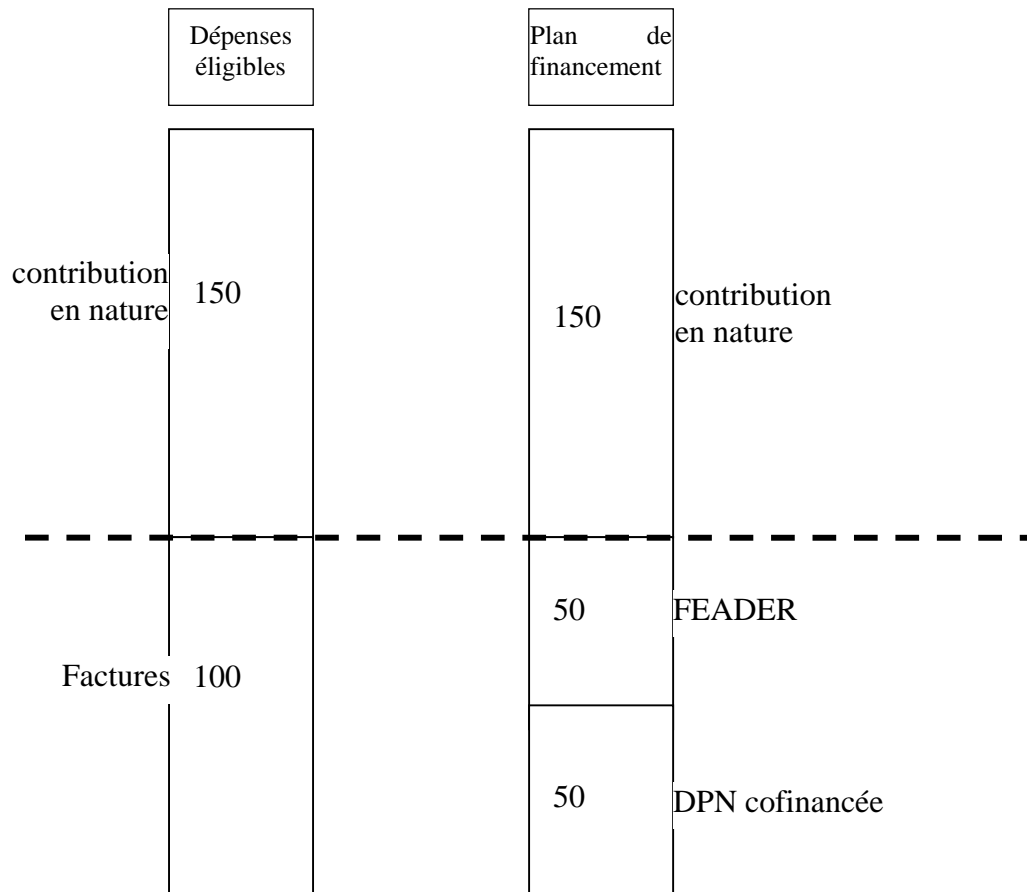 Dépenses
éligibles
Plan de
financement
contribution
en nature
150
150
contribution
en nature
50
FEADER
Factures
100
50
DPN cofinancée